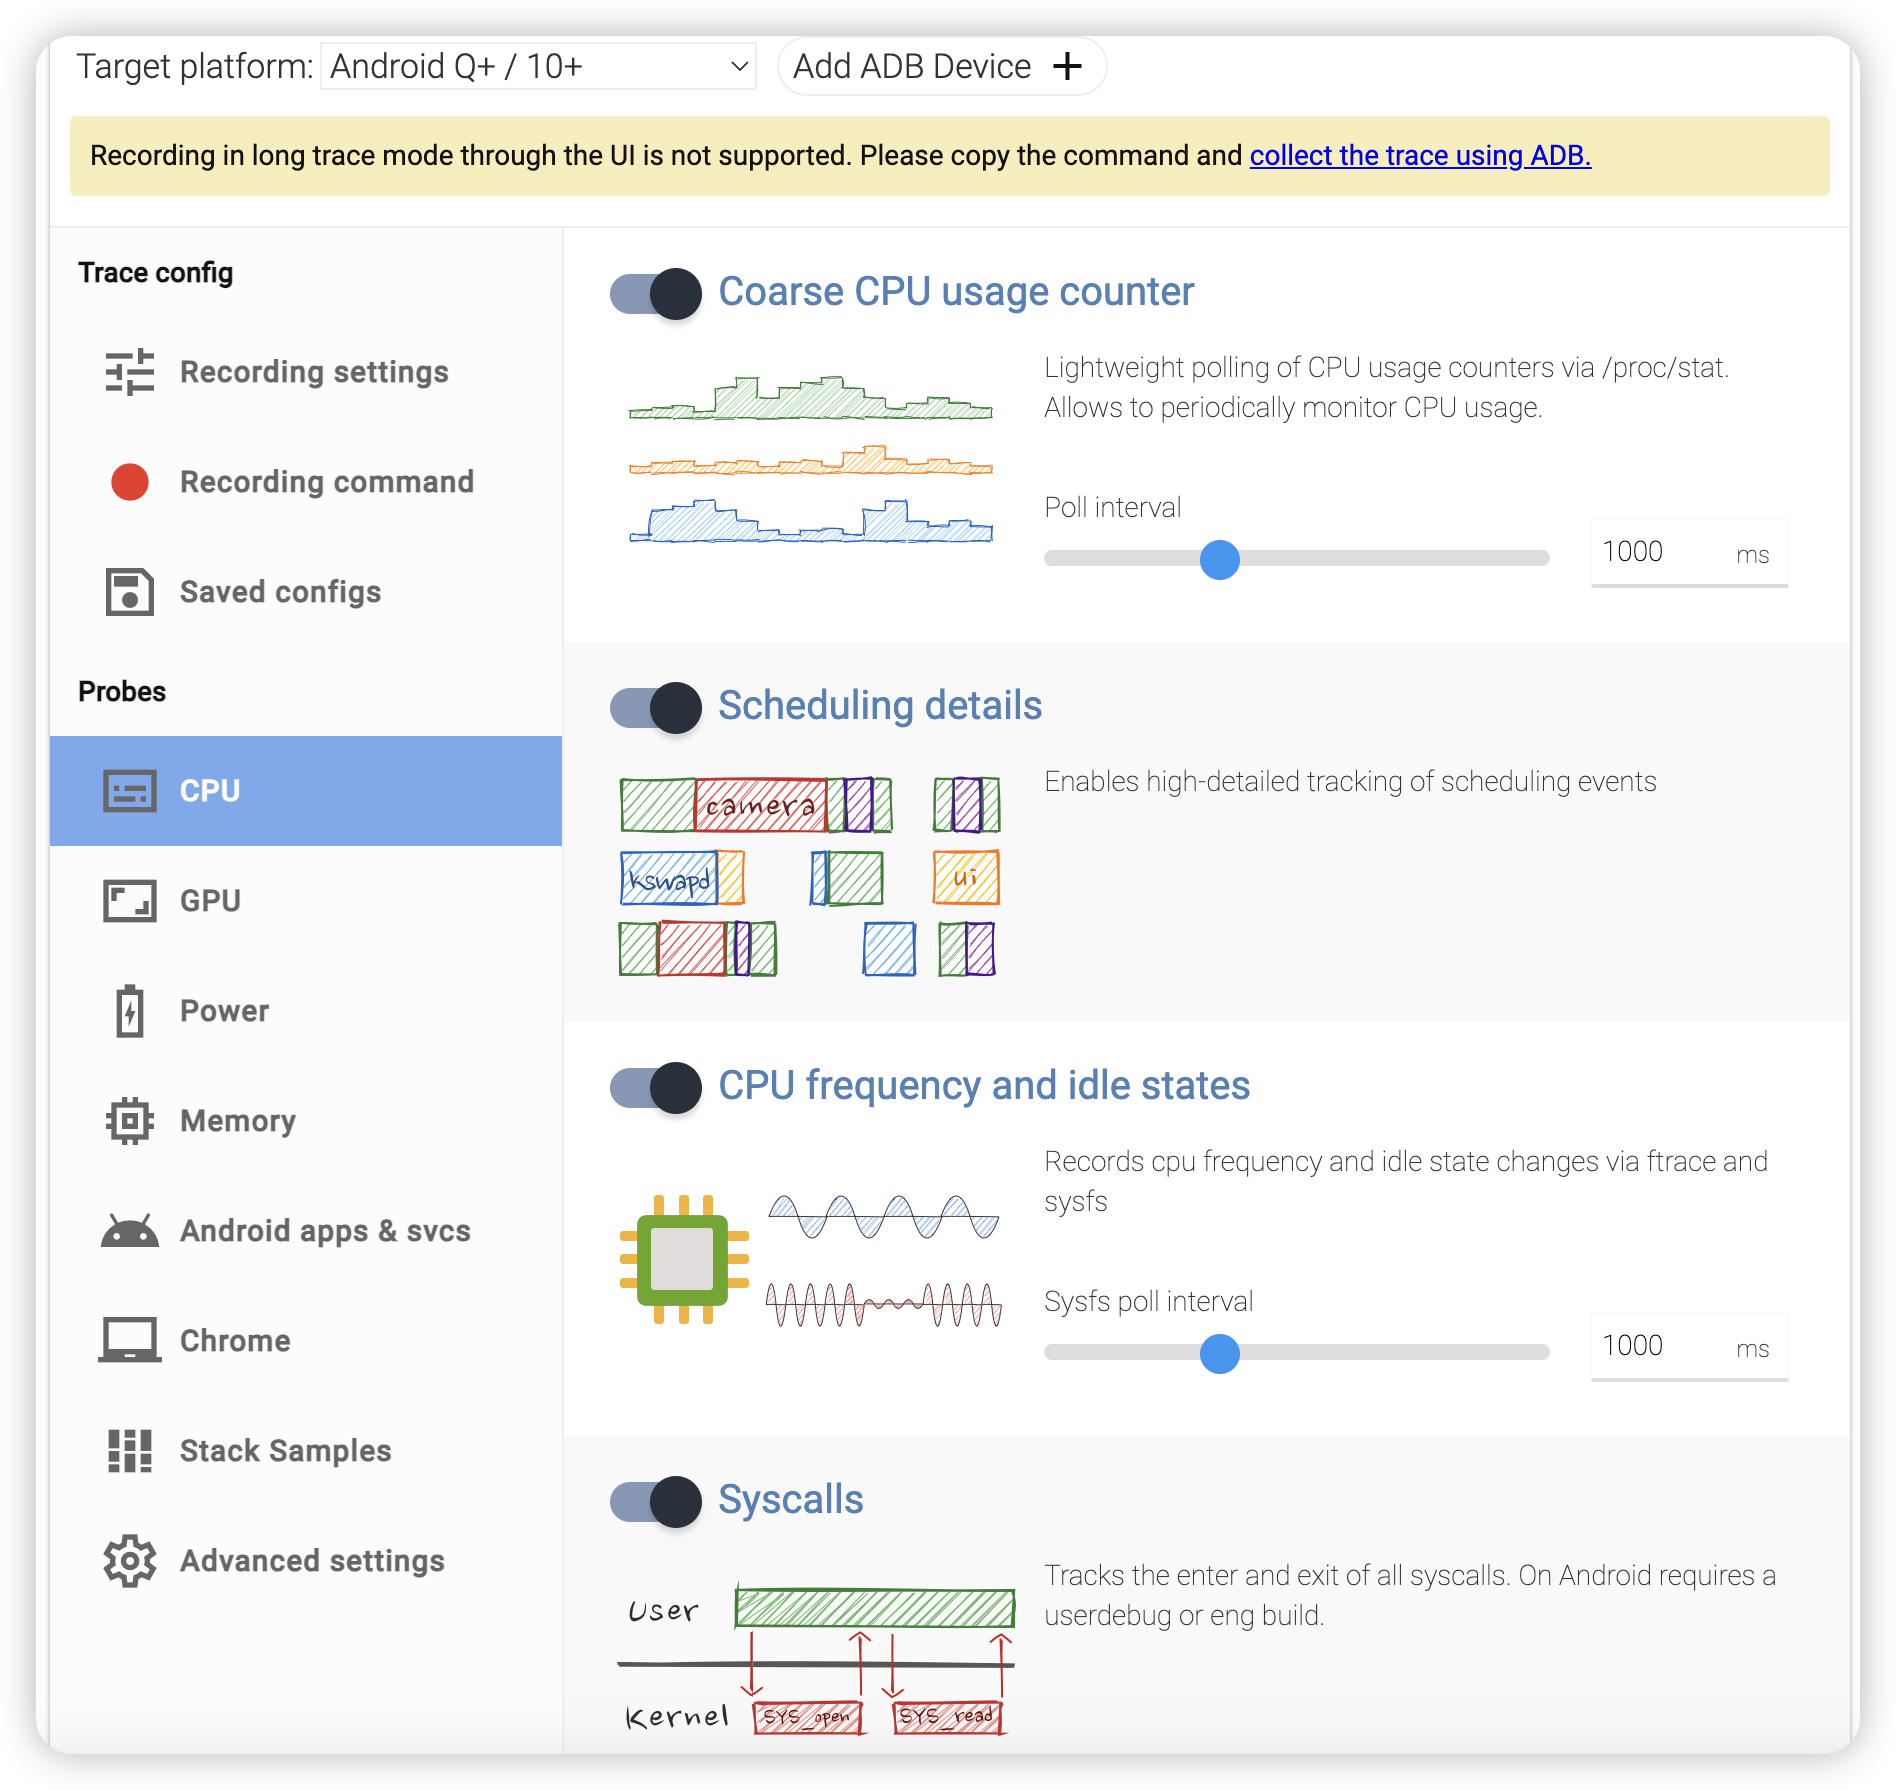 Target platform: Android Q+ / 10+ Add ADB Device +
Recording in long trace mode through the UI is not supported. Please copy the command and collect the trace using ADB.
Trace config
Recording settings
Recording command
Saved configs
Probes
CPU
GPU
Power
Memory
Android apps & svcs
Chrome
Stack Samples
Advanced settings
Coarse CPU usage counter
Lightweight polling of CPU usage counters via /proc/stat.
Allows to periodically monitor CPU usage.
Poll interval
1000 ms
Scheduling details
camera
kswapd
ui
Enables high-detailed tracking of scheduling events
CPU frequency and idle states
Records cpu frequency and idle state changes via ftrace and
sysfs
Sysfs poll interval
1000 ms
Syscalls
User
Kernel SYS_open SYS_read
Tracks the enter and exit of all syscalls. On Android requires a
userdebug or eng build.